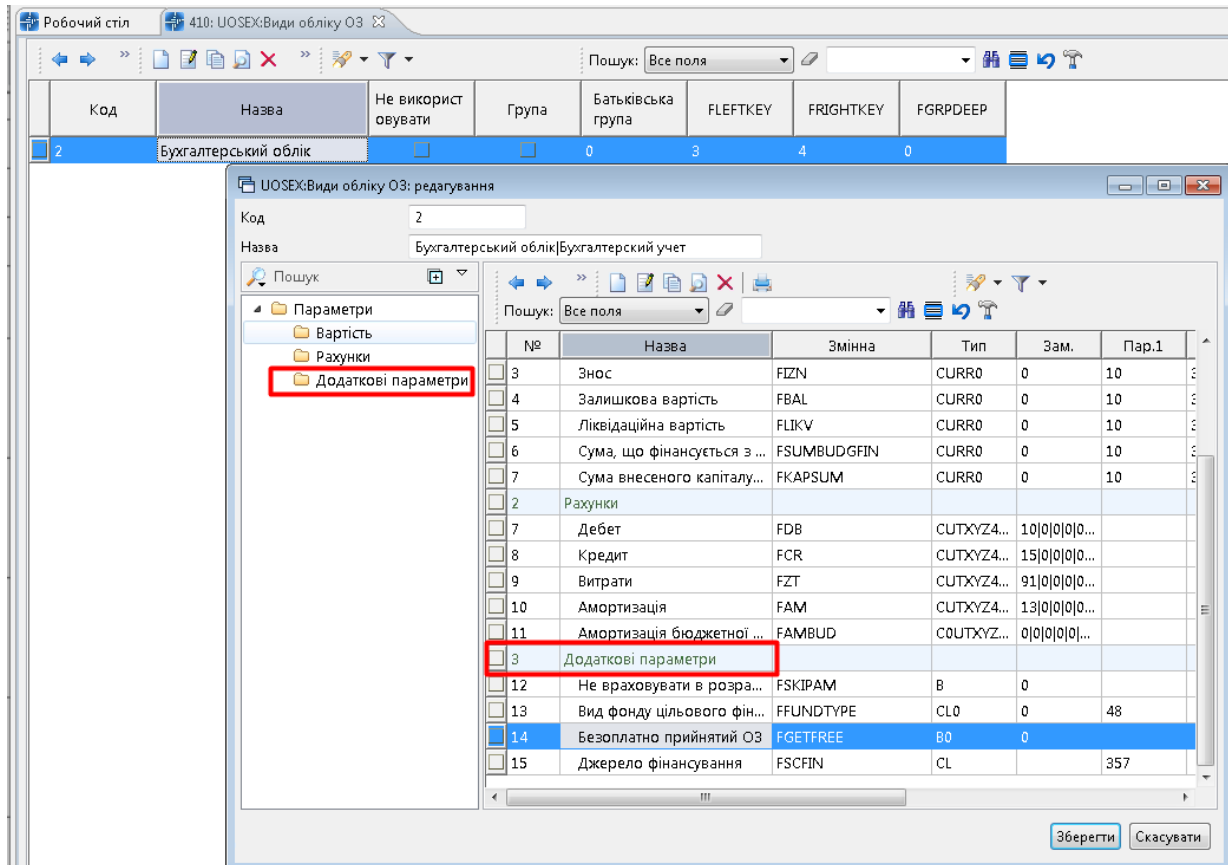 Робочий стіл 410: UOSEX:Види обліку ОЗ
» » Пошук: Все поля
Код Назва Не використ овувати Група Батьківська група FLEFTKEY FRIGHTKEY FGRPDEEP
2 Бухгалтерський облік 0 3 4 0
UOSEX:Види обліку ОЗ: редагування
Код 2
Назва Бухгалтерський облік|Бухгалтерский учет
Пошук
Параметри
Вартість
Рахунки
Додаткові параметри
»
Пошук: Все поля
№ Назва Змінна Тип Зам. Пар.1
3 Знос FIZN CURR0 0 10
4 Залишкова вартість FBAL CURR0 0 10
5 Ліквідаційна вартість FLIKV CURR0 0 10
6 Сума, що фінансується з ... FSUMBUDGFIN CURR0 0 10
7 Сума внесеного капіталу... FKAPSUM CURR0 0 10
2 Рахунки
7 Дебет FDB CUTXYZ4... 10|0|0|0|0...
8 Кредит FCR CUTXYZ4... 15|0|0|0|0...
9 Витрати FZT CUTXYZ4... 91|0|0|0|0...
10 Амортизація FAM CUTXYZ4... 13|0|0|0|0...
11 Амортизація бюджетної ... FAMBUD C0UTXYZ... 0|0|0|0|0|...
3 Додаткові параметри
12 Не враховувати в розра... FSKIPAM B 0
13 Вид фонду цільового фін... FFUNDTYPE CL0 0 48
14 Безоплатно прийнятий ОЗ FGETFREE B0 0
15 Джерело фінансування FSCFIN CL 357
Зберегти Скасувати